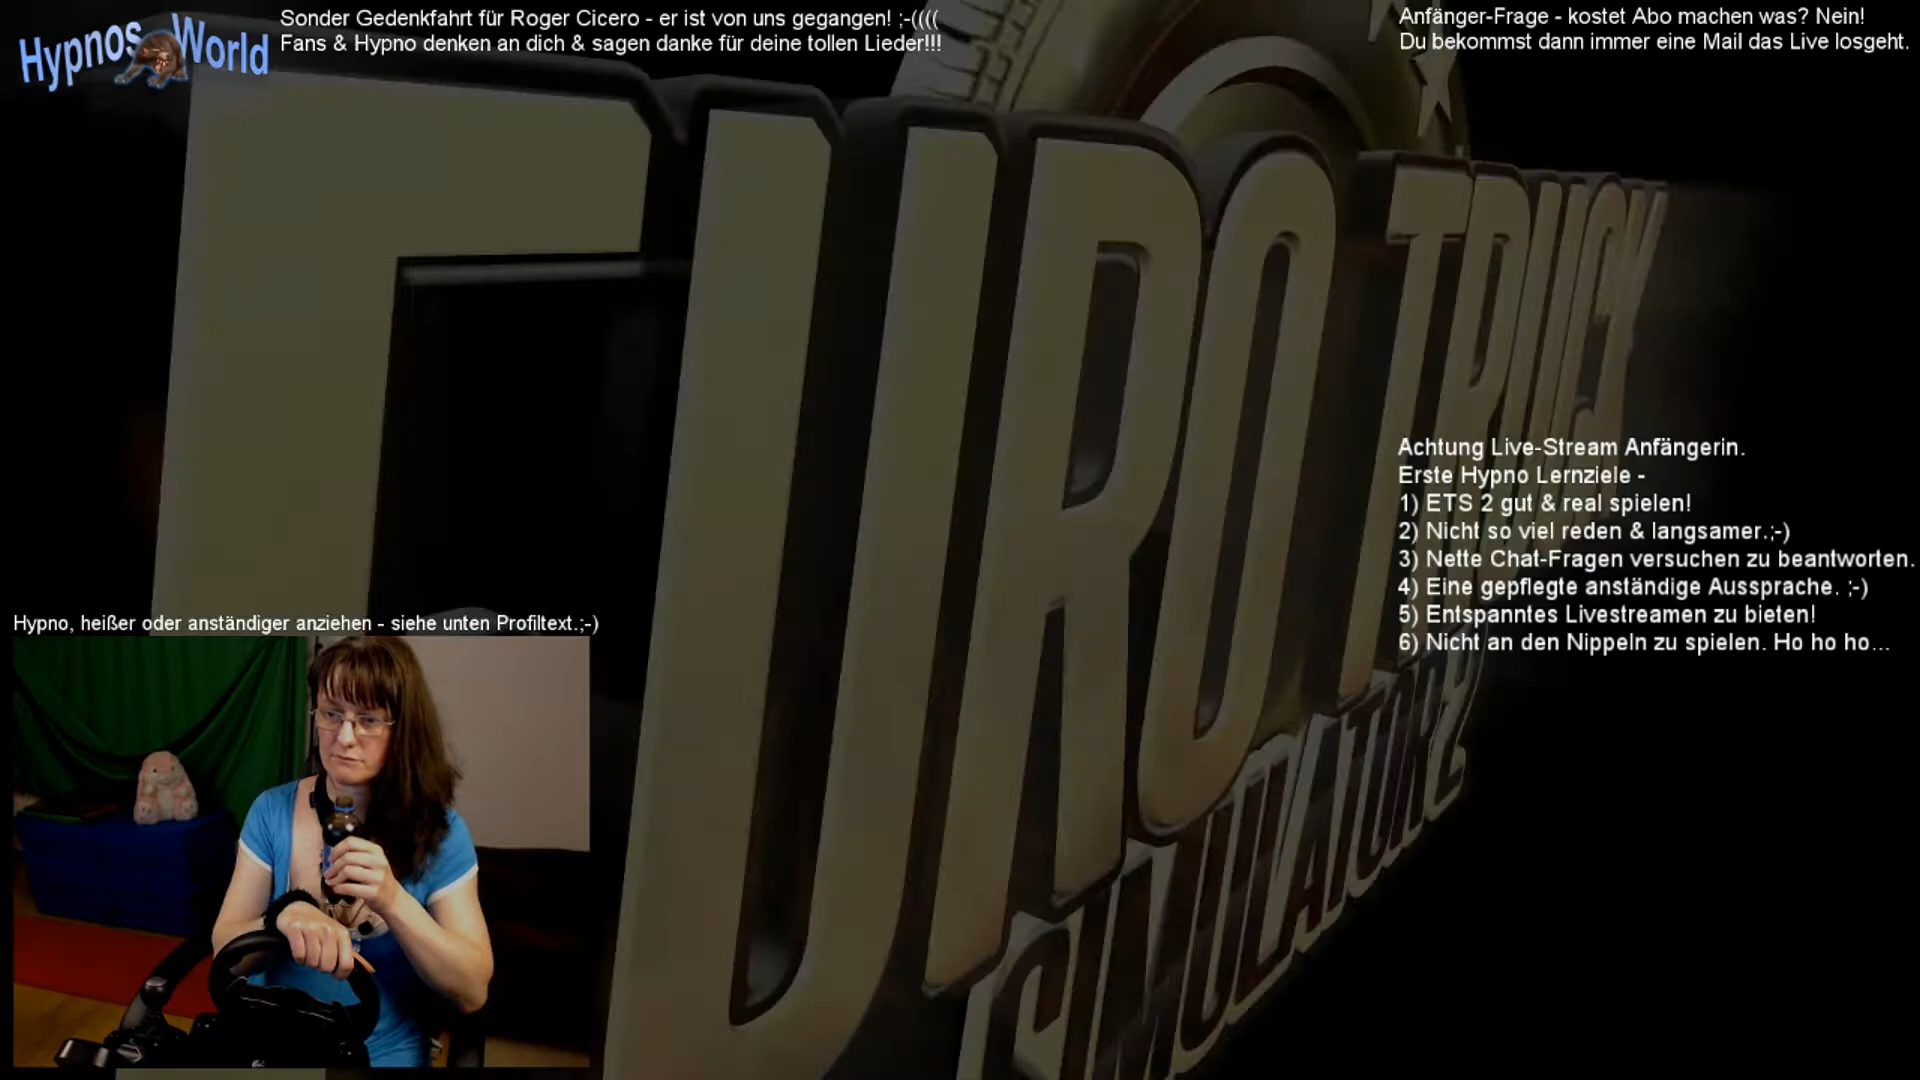 Hypnos World
Sonder Gedenkfahrt für Roger Cicero - er ist von uns gegangen! ;-((((
Fans & Hypno denken an dich & sagen danke für deine tollen Lieder!!!
Anfänger-Frage - kostet Abo machen was? Nein!
Du bekommst dann immer eine Mail das Live losgeht.
EURO TRUCK
SIMULATOR 2
Achtung Live-Stream Anfängerin.
Erste Hypno Lernziele -
1) ETS 2 gut & real spielen!
2) Nicht so viel reden & langsamer.;-)
3) Nette Chat-Fragen versuchen zu beantworten.
4) Eine gepflegte anständige Aussprache. ;-)
5) Entspanntes Livestreamen zu bieten!
6) Nicht an den Nippeln zu spielen. Ho ho ho...
Hypno, heißer oder anständiger anziehen - siehe unten Profiltext.;-)